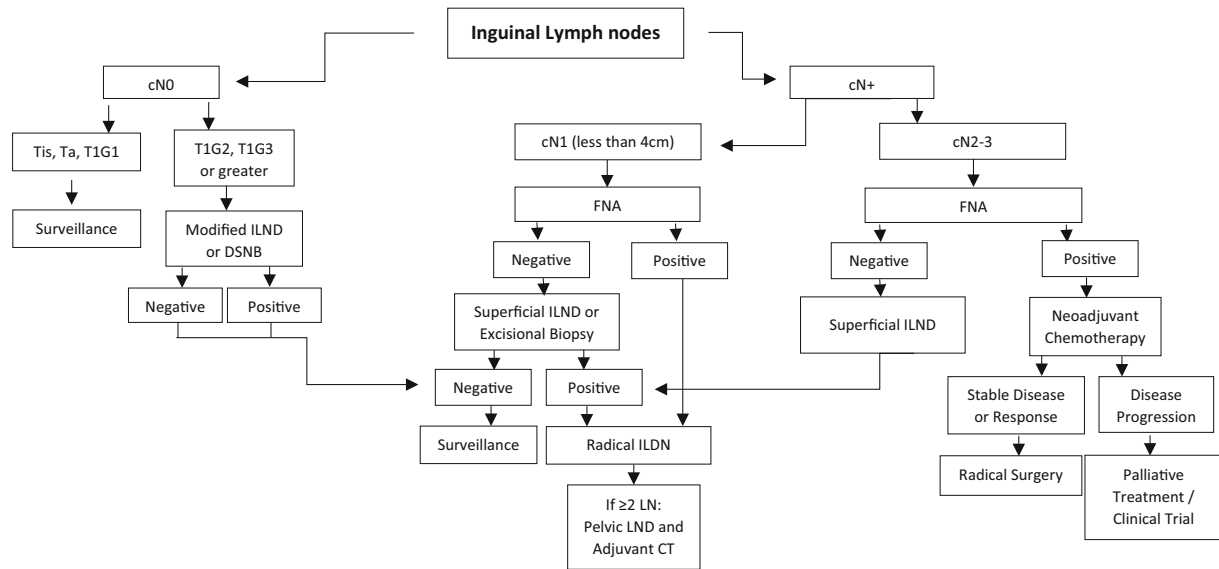 Inguinal Lymph nodes
cN0
cN+
Tis, Ta, T1G1
T1G2, T1G3
or greater
cN1 (less than 4cm)
cN2-3
Surveillance
Modified ILND
or DSNB
FNA
FNA
Negative
Positive
Negative
Positive
Negative
Positive
Superficial ILND or
Excisional Biopsy
Superficial ILND
Neoadjuvant
Chemotherapy
Negative
Positive
Stable Disease
or Response
Disease
Progression
Surveillance
Radical ILDN
Radical Surgery
Palliative
Treatment /
Clinical Trial
If ≥2 LN:
Pelvic LND and
Adjuvant CT